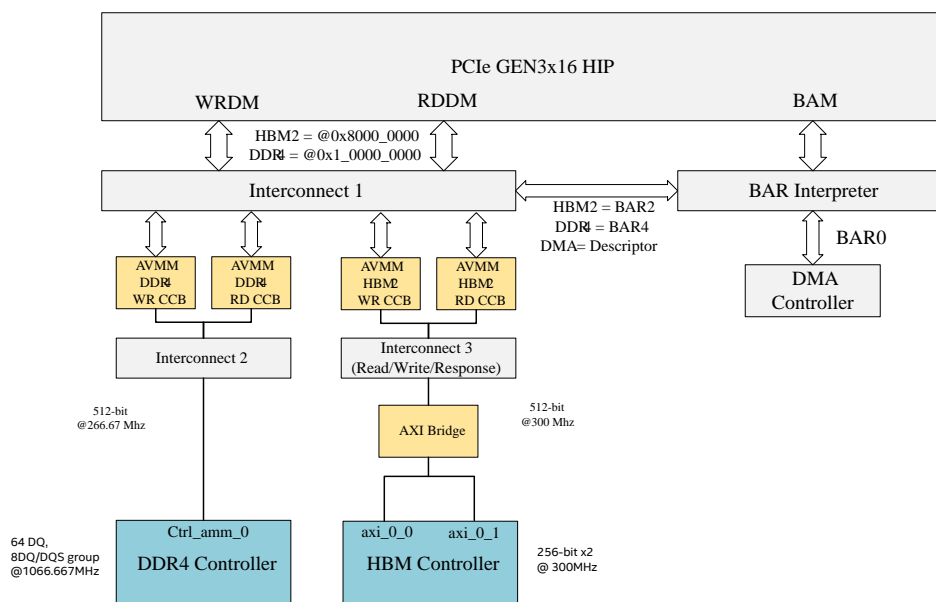 PCIe GEN3x16 HIP
WRDM
RDDM
BAM
HBM2 = @0x8000_0000
DDR4 = @0x1_0000_0000
Interconnect 1
BAR Interpreter
HBM2 = BAR2
DDR4 = BAR4
DMA= Descriptor
BAR0
AVMM
DDR4
WR CCB
AVMM
DDR4
RD CCB
AVMM
HBM2
WR CCB
AVMM
HBM2
RD CCB
DMA
Controller
Interconnect 2
Interconnect 3
(Read/Write/Response)
512-bit
@266.67 Mhz
AXI Bridge
512-bit
@300 Mhz
64 DQ,
8DQ/DQS group
@1066.667MHz
Ctrl_amm_0
DDR4 Controller
axi_0_0
axi_0_1
HBM Controller
256-bit x2
@ 300MHz